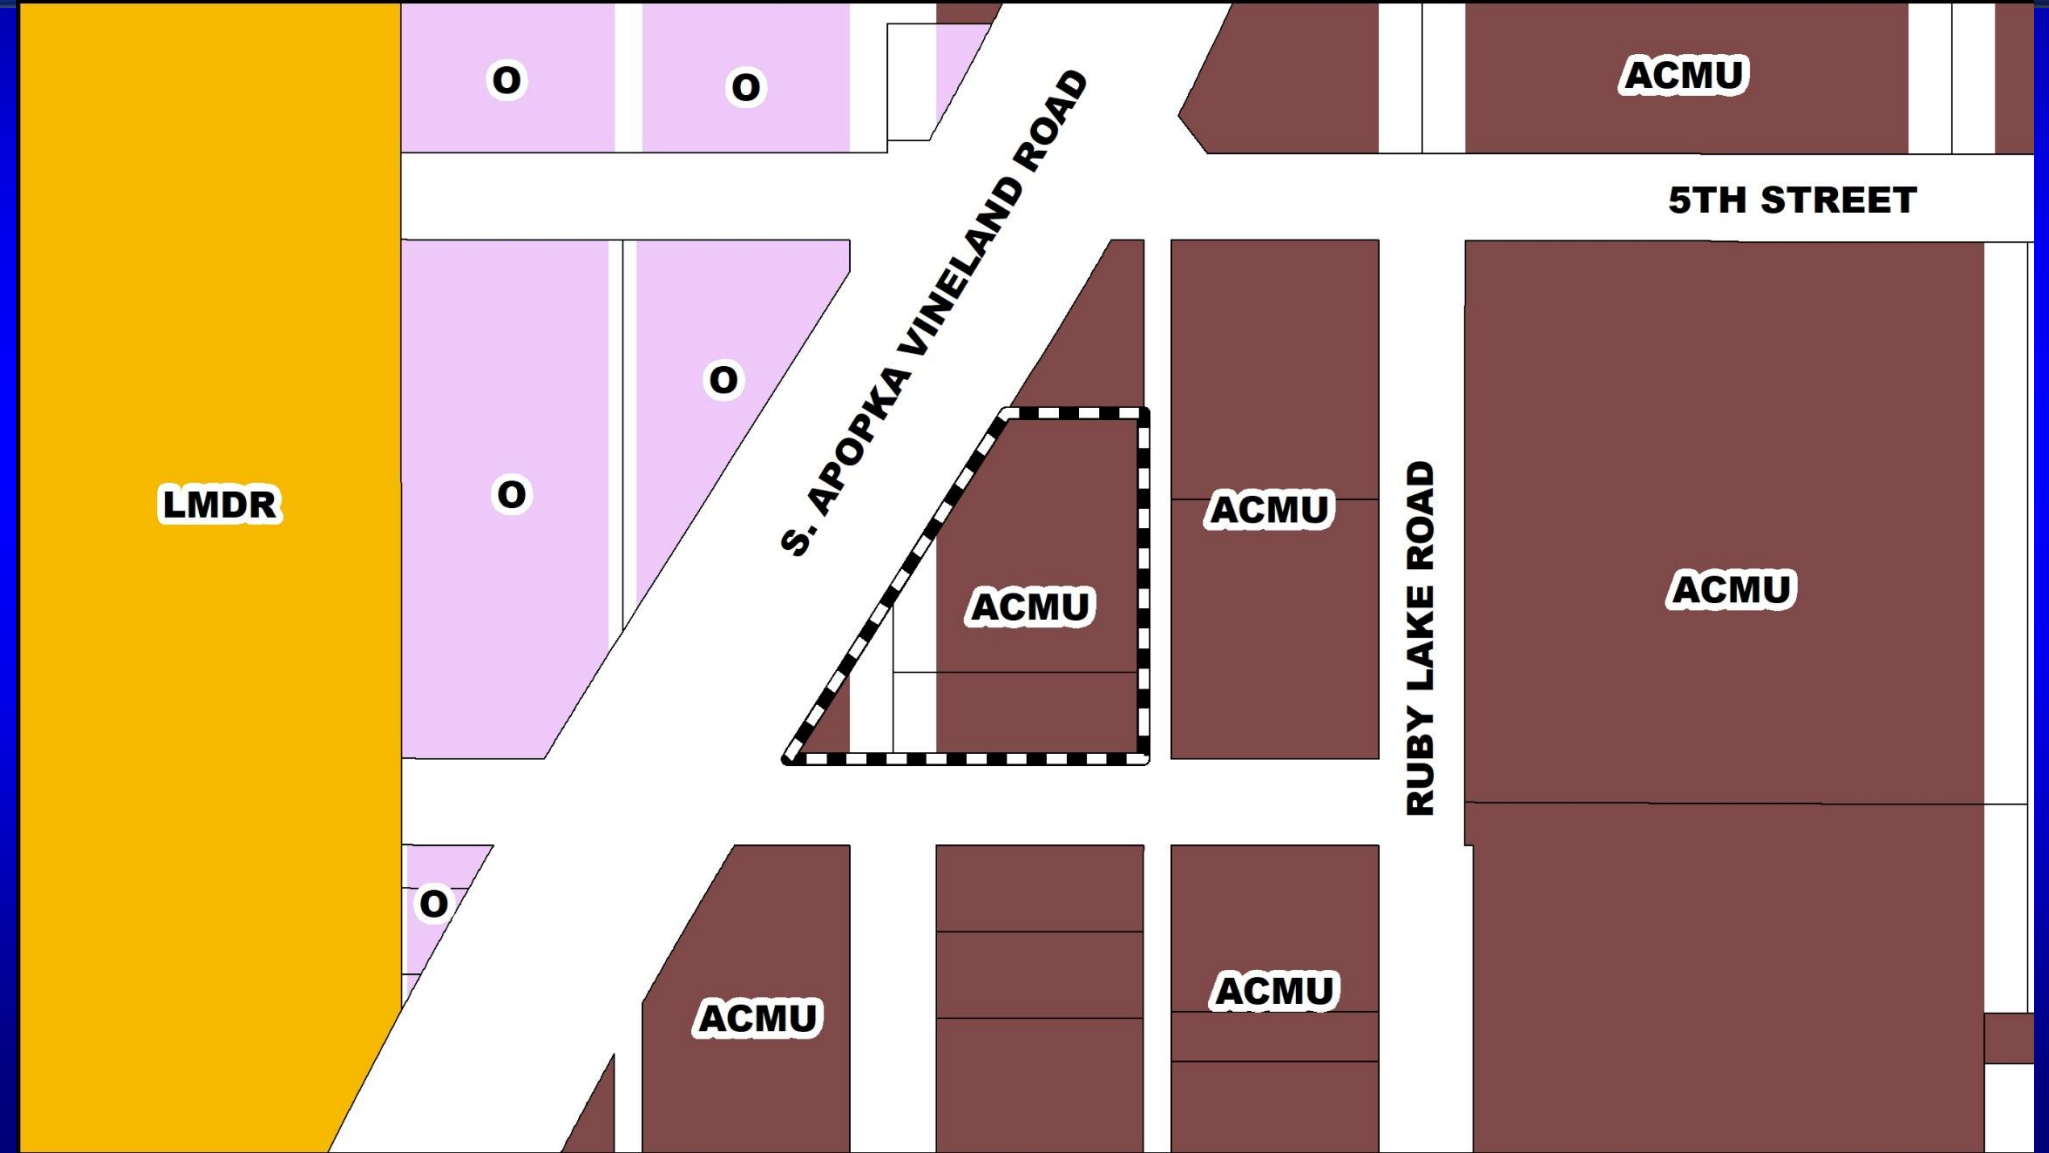 O
O
ACMU
S. APOPKA VINELAND ROAD
5TH STREET
O
O
LMDR
ACMU
ACMU
ACMU
RUBY LAKE ROAD
O
ACMU
ACMU